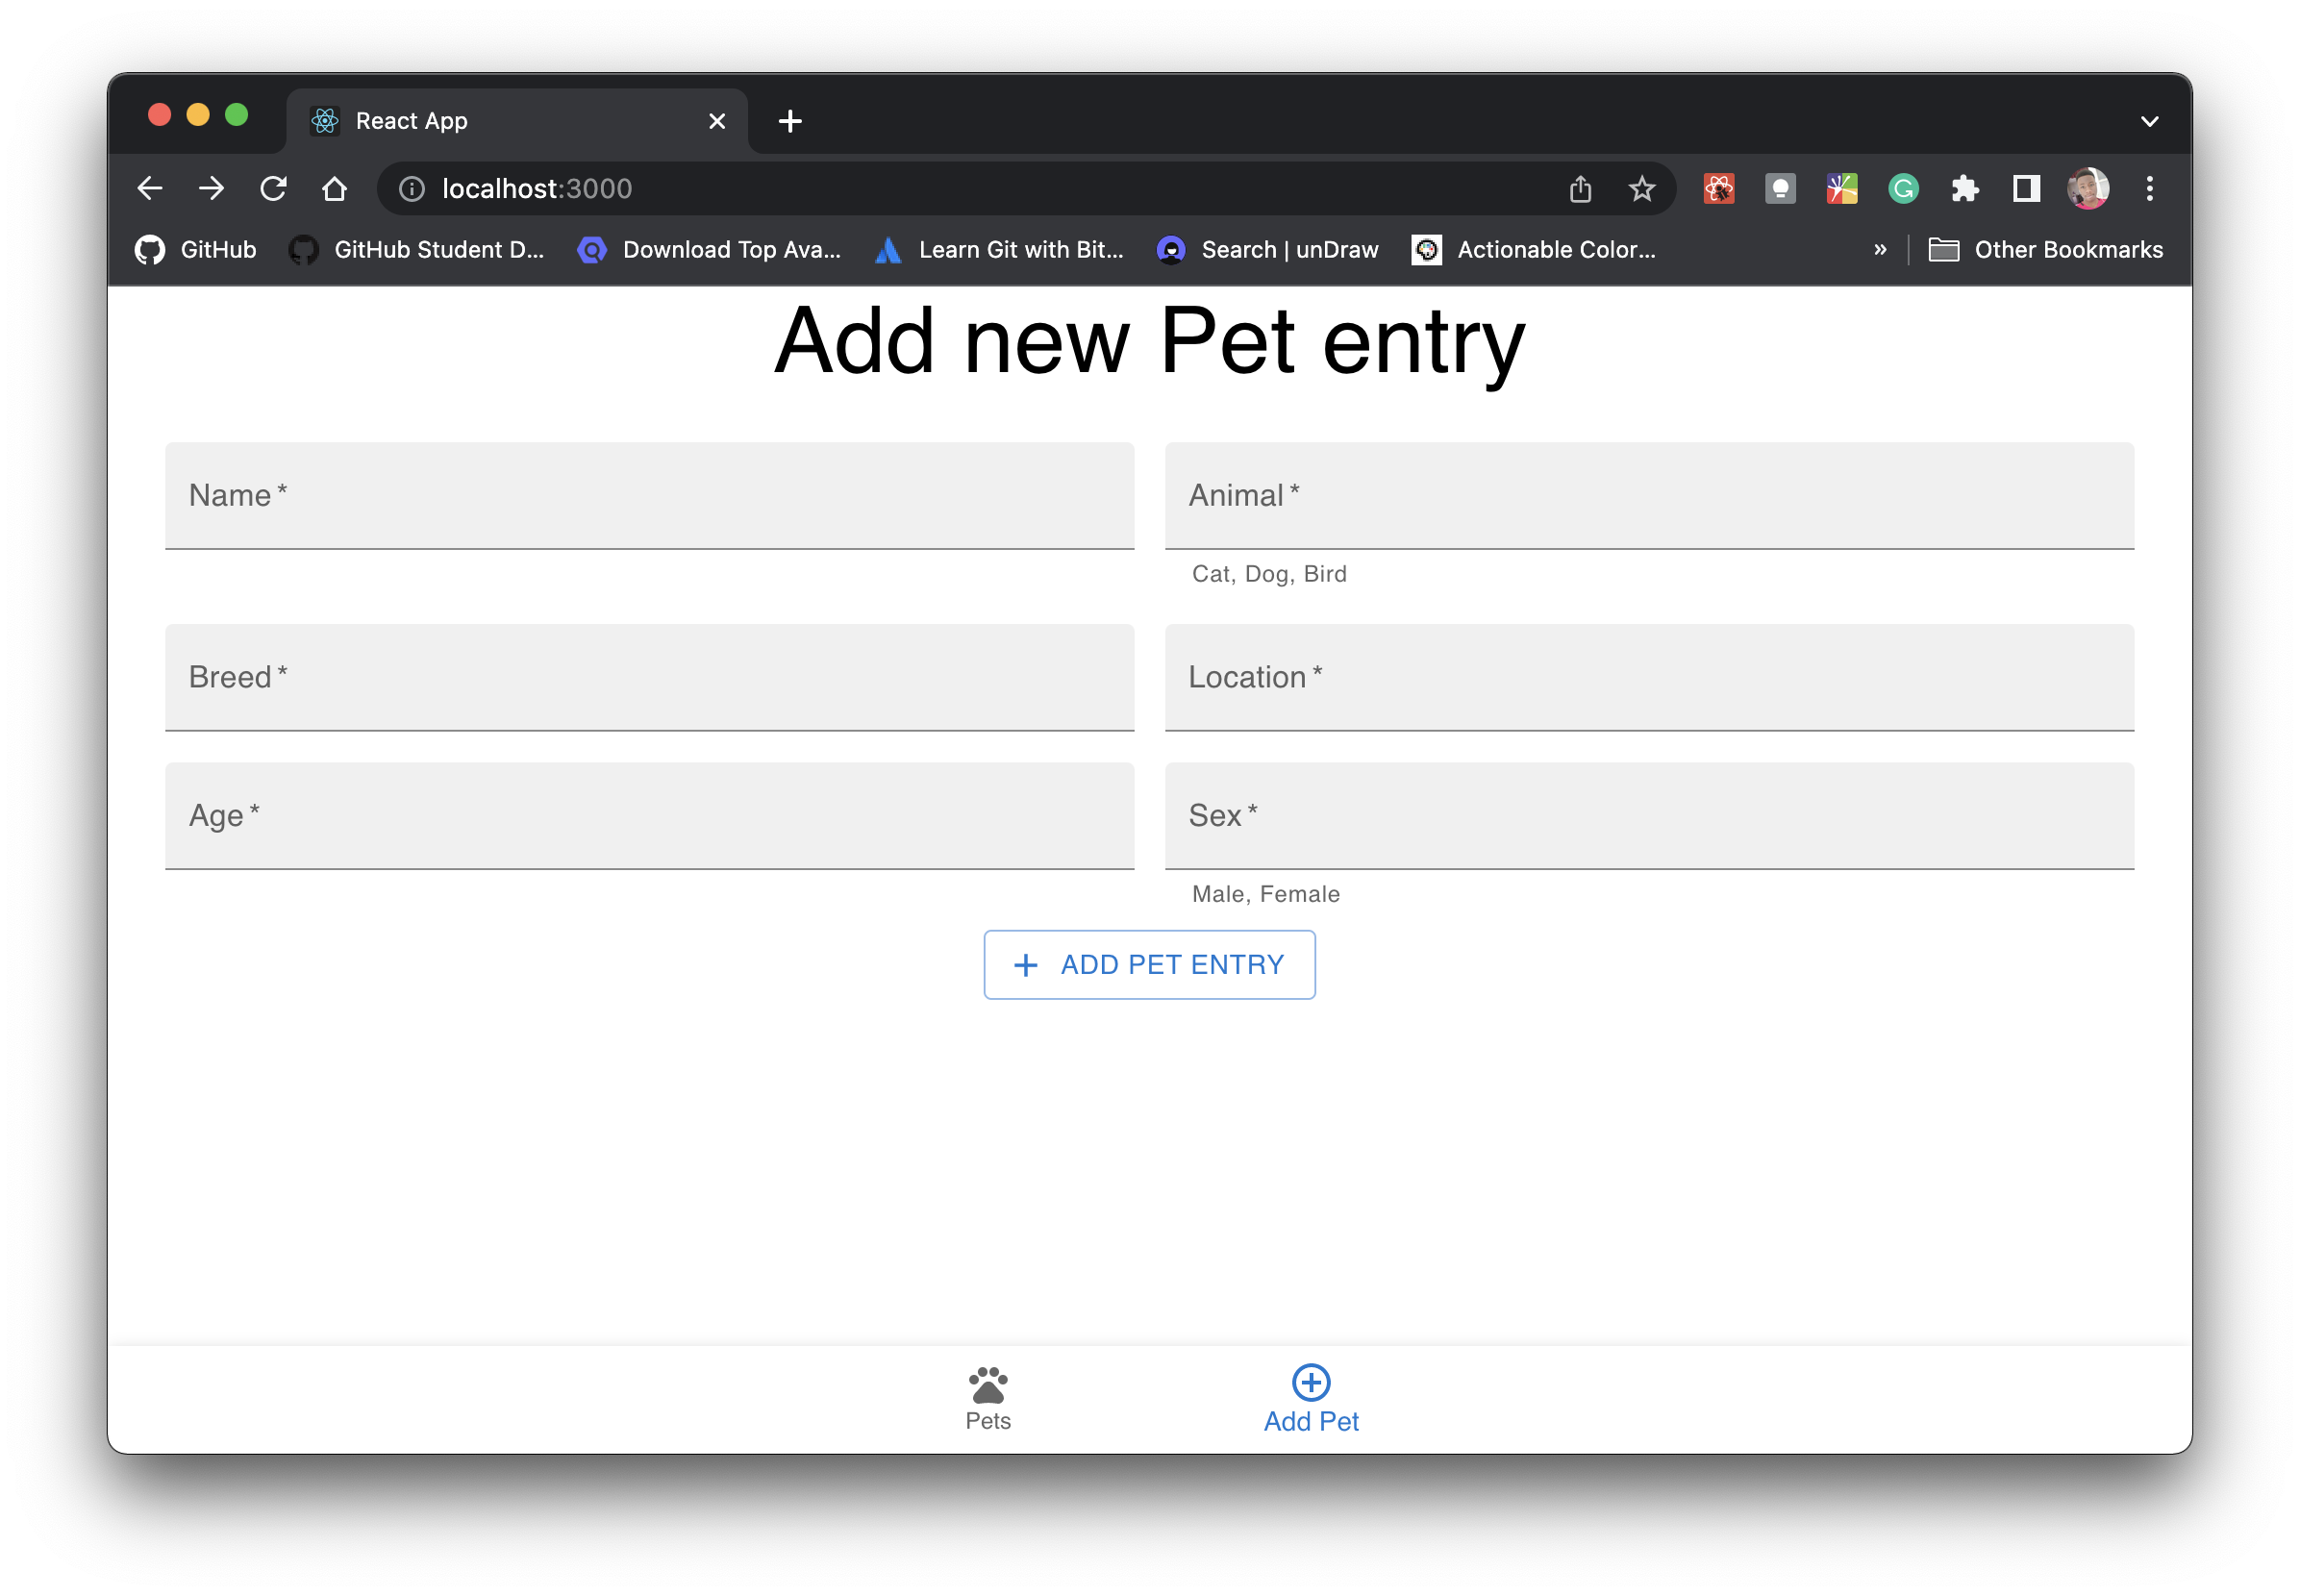 React App
localhost:3000
GitHub GitHub Student D... Download Top Ava... Learn Git with Bit... Search | unDraw Actionable Color... » Other Bookmarks
Add new Pet entry
Name *
Animal *
Cat, Dog, Bird
Breed *
Location *
Age *
Sex *
Male, Female
+ ADD PET ENTRY
Pets
Add Pet